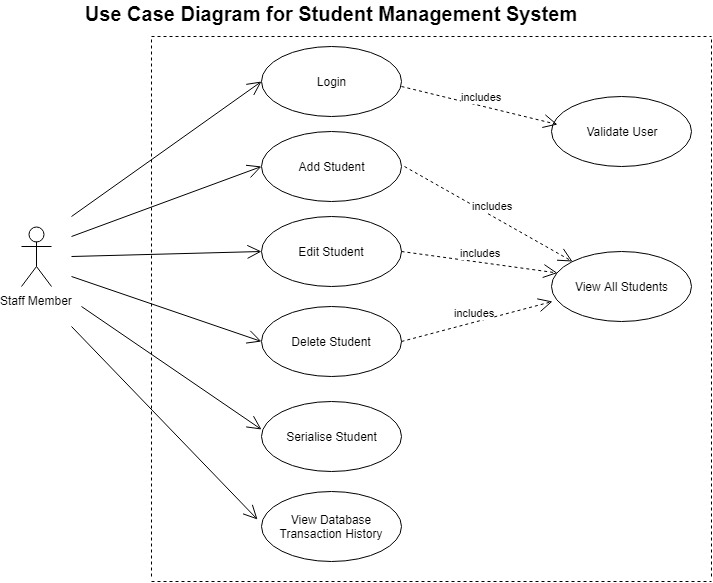 Use Case Diagram for Student Management System
Login
includes
Validate User
Add Student
includes
Edit Student
includes
View All Students
Staff Member
Delete Student
includes
Serialise Student
View Database
Transaction History